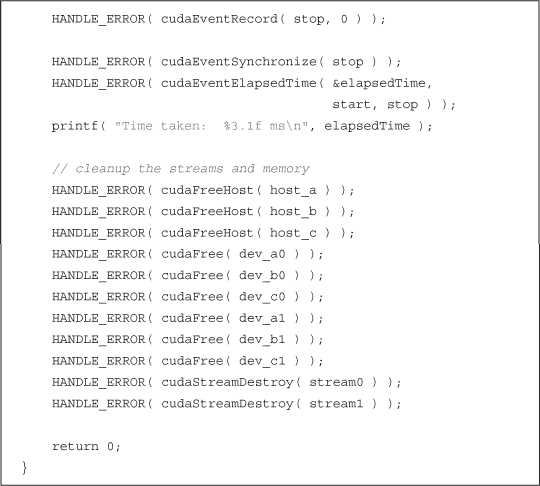 HANDLE_ERROR( cudaEventRecord( stop, 0 ) );
HANDLE_ERROR( cudaEventSynchronize( stop ) );
HANDLE_ERROR( cudaEventElapsedTime( &elapsedTime,
start, stop ) );
printf( "Time taken:  %3.1f ms\n", elapsedTime );
// cleanup the streams and memory
HANDLE_ERROR( cudaFreeHost( host_a ) );
HANDLE_ERROR( cudaFreeHost( host_b ) );
HANDLE_ERROR( cudaFreeHost( host_c ) );
HANDLE_ERROR( cudaFree( dev_a0 ) );
HANDLE_ERROR( cudaFree( dev_b0 ) );
HANDLE_ERROR( cudaFree( dev_c0 ) );
HANDLE_ERROR( cudaFree( dev_a1 ) );
HANDLE_ERROR( cudaFree( dev_b1 ) );
HANDLE_ERROR( cudaFree( dev_c1 ) );
HANDLE_ERROR( cudaStreamDestroy( stream0 ) );
HANDLE_ERROR( cudaStreamDestroy( stream1 ) );
return 0;
}